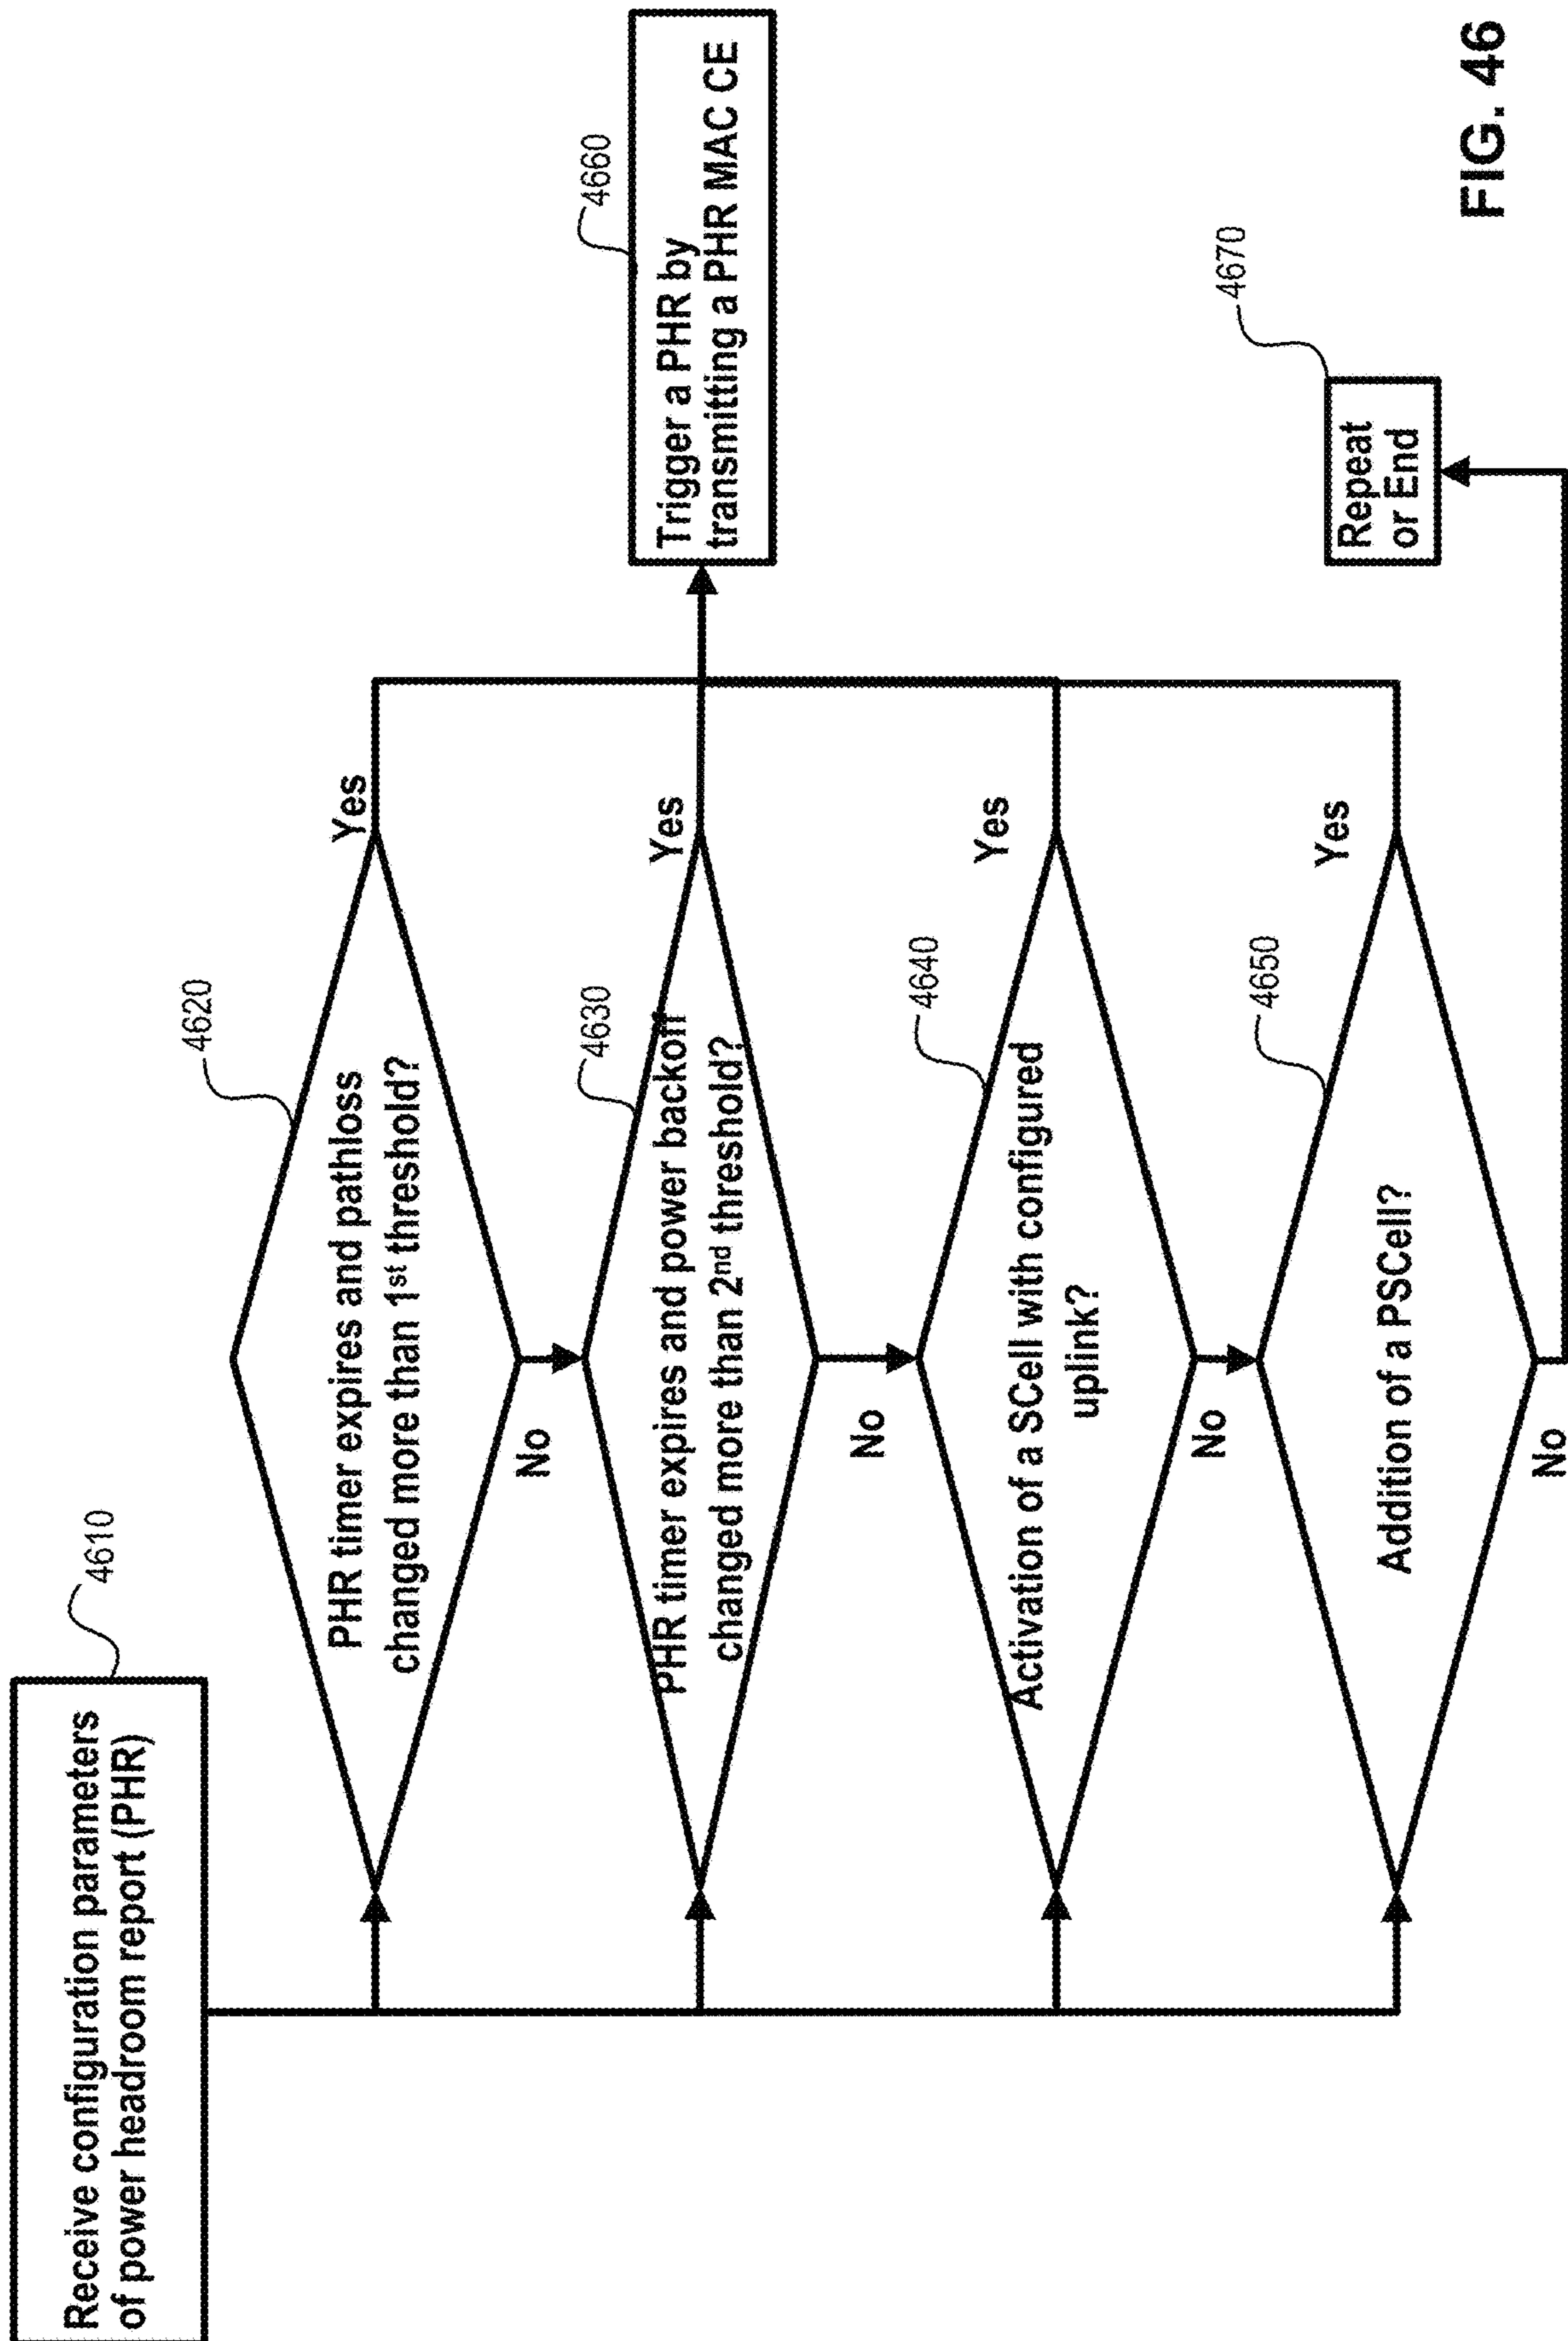 Receive configuration parameters
of power headroom report (PHR)
4610
4620
PHR timer expires and pathloss
changed more than 1st threshold?
Yes
No
4630
PHR timer expires and power backoff
changed more than 2nd threshold?
Yes
No
4640
Activation of a SCell with configured
uplink?
Yes
No
4650
Addition of a PSCell?
Yes
No
4660
Trigger a PHR by
transmitting a PHR MAC CE
4670
Repeat
or End
FIG. 46